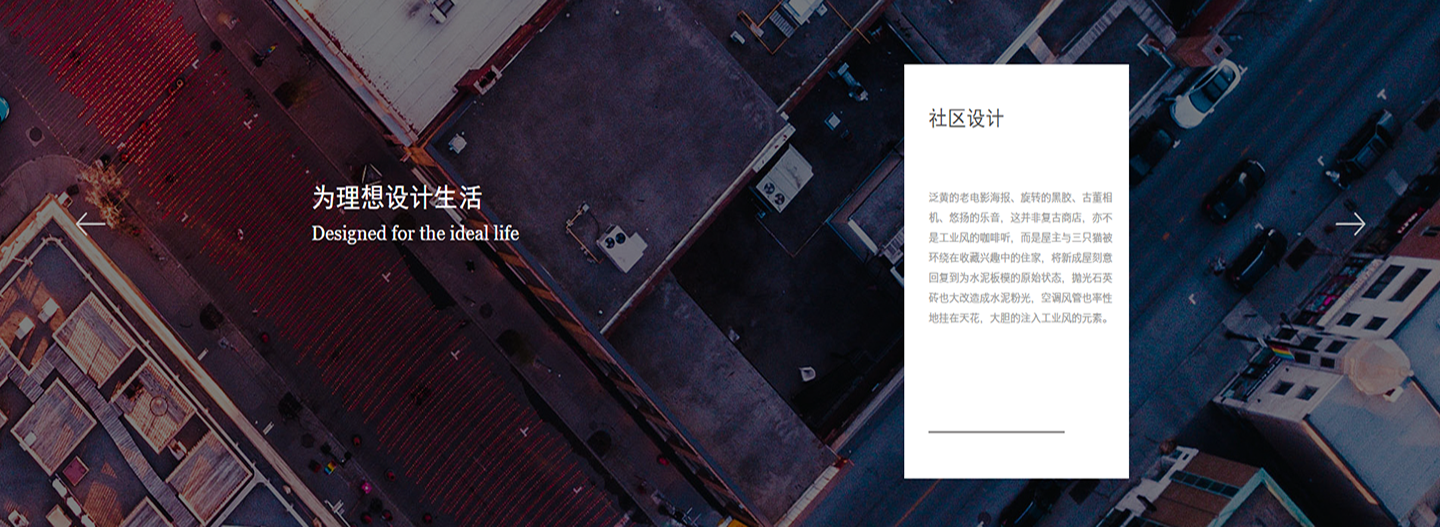 为理想设计生活
Designed for the ideal life
社区设计
泛黄的老电影海报、旋转的黑胶、古董相
机、悠扬的乐音，这并非复古商店，亦不
是工业风的咖啡听，而是屋主与三只猫被
环绕在收藏兴趣中的住家，将新成屋刻意
回复到为水泥板模的原始状态，抛光石英
砖也大改造成水泥粉光，空调风管也率性
地挂在天花，大胆的注入工业风的元素。